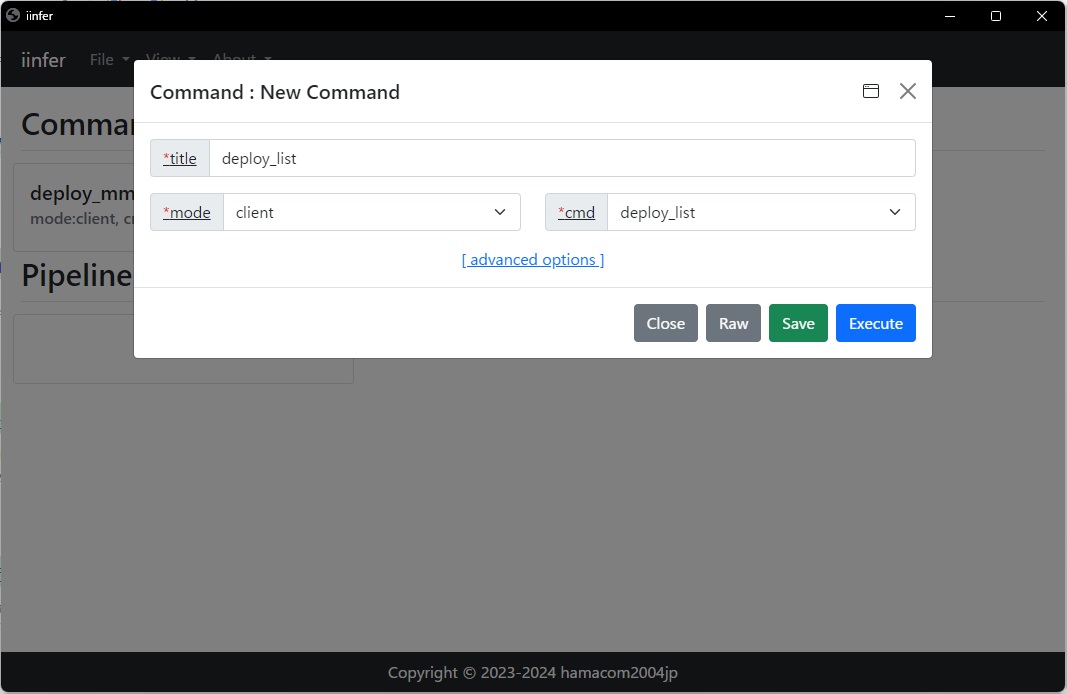 iinfer
iinfer File View About
Command : New Command
*title deploy_list
*mode client *cmd deploy_list
[ advanced options ]
Close Raw Save Execute
deploy_mm
mode:client,
Pipeline
Copyright © 2023-2024 hamacom2004jp